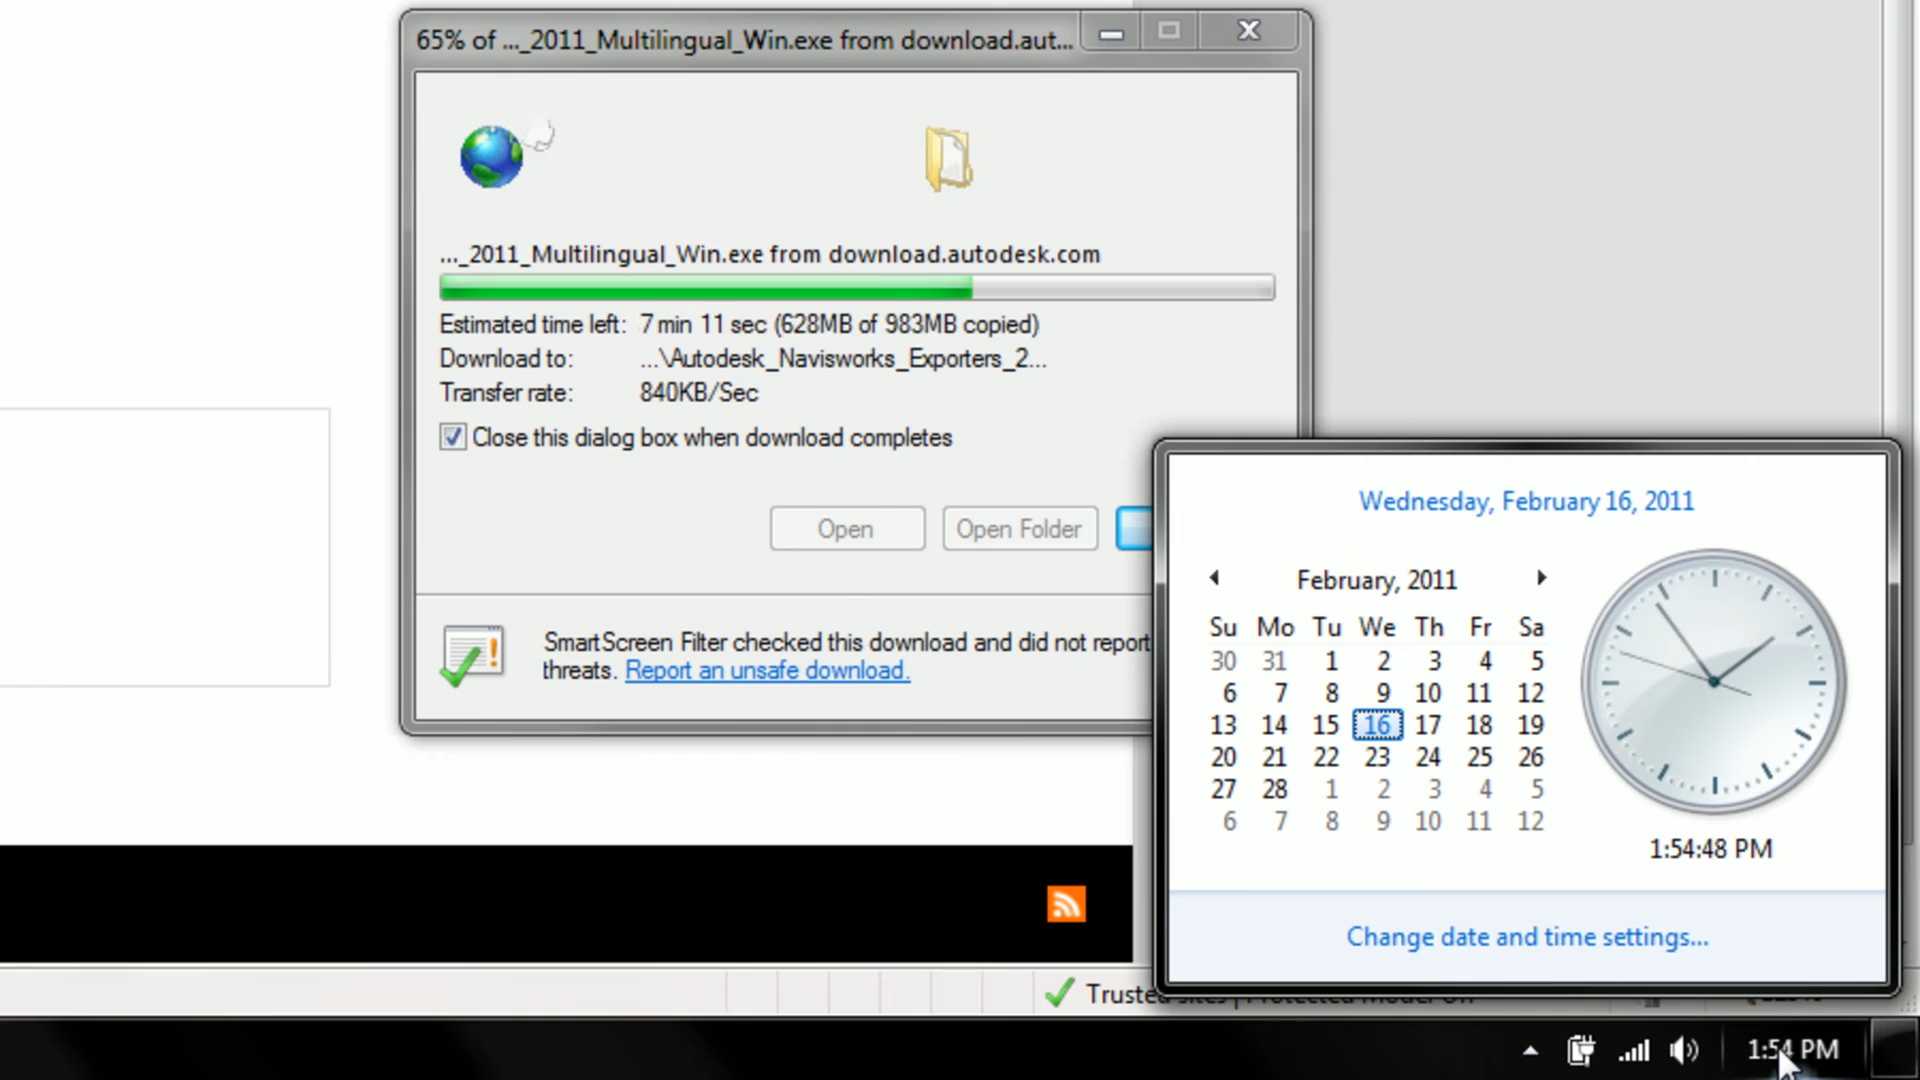 65% of ..._2011_Multilingual_Win.exe from download.aut...
..._2011_Multilingual_Win.exe from download.autodesk.com
Estimated time left: 7 min 11 sec (628MB of 983MB copied)
Download to: ...\Autodesk_Navisworks_Exporters_2...
Transfer rate: 840KB/Sec
Close this dialog box when download completes
Open Open Folder
SmartScreen Filter checked this download and did not report
threats. Report an unsafe download.
Wednesday, February 16, 2011
February, 2011
Su Mo Tu We Th Fr Sa
30 31 1 2 3 4 5
6 7 8 9 10 11 12
13 14 15 16 17 18 19
20 21 22 23 24 25 26
27 28 1 2 3 4 5
6 7 8 9 10 11 12
1:54:48 PM
Change date and time settings...
Trusted
1:54 PM